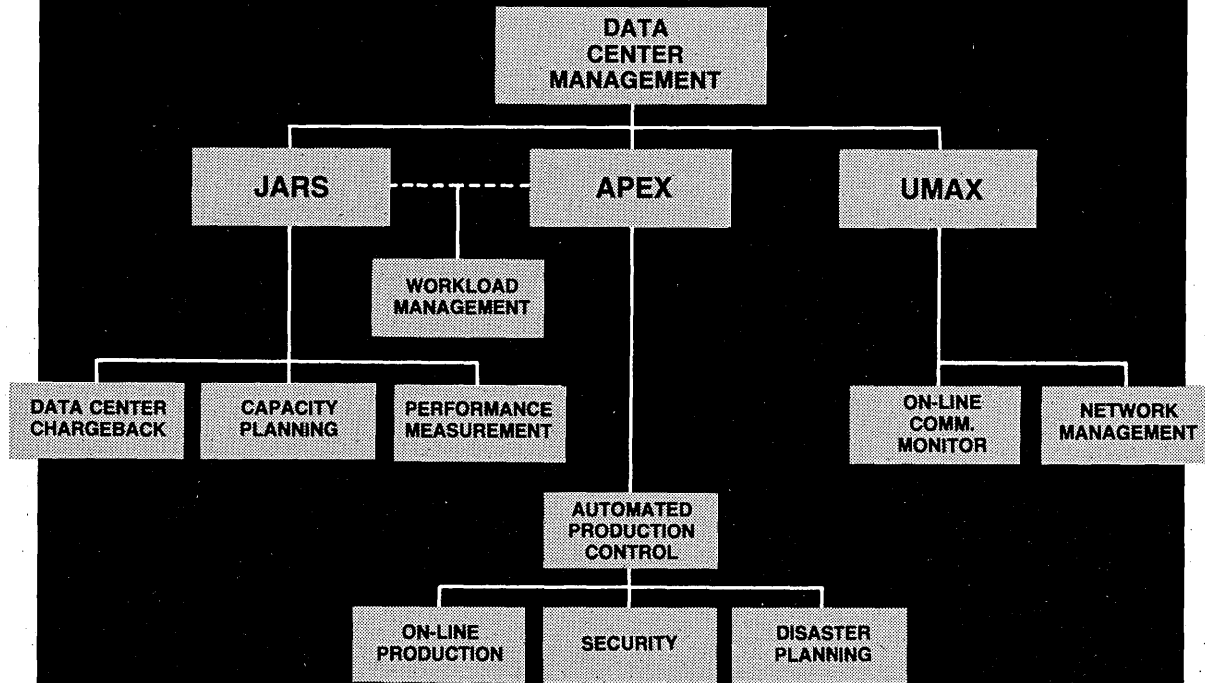 DATA
CENTER
MANAGEMENT
JARS
APEX
UMAX
WORKLOAD
MANAGEMENT
DATA CENTER
CHARGEBACK
CAPACITY
PLANNING
PERFORMANCE
MEASUREMENT
ON-LINE
COMM.
MONITOR
NETWORK
MANAGEMENT
AUTOMATED
PRODUCTION
CONTROL
ON-LINE
PRODUCTION
SECURITY
DISASTER
PLANNING